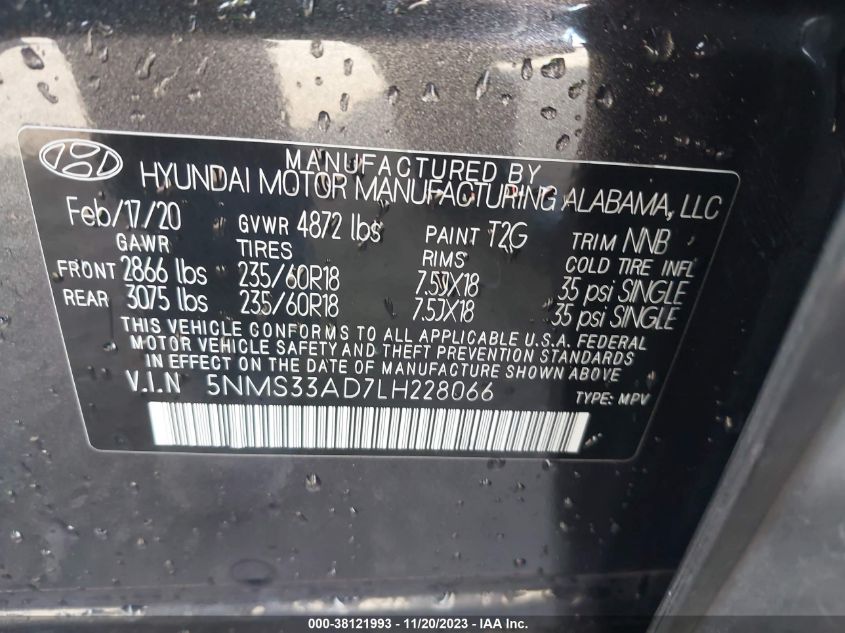 MANUFACTURED BY
HYUNDAI MOTOR MANUFACTURING ALABAMA, LLC
Feb/17/20 GVWR 4872 lbs PAINT T2G TRIM NNB
GAWR TIRES RIMS COLD TIRE INFL
FRONT 2866 lbs 235/60R18 7.5JX18 35 psi SINGLE
REAR 3075 lbs 235/60R18 7.5JX18 35 psi SINGLE
THIS VEHICLE CONFORMS TO ALL APPLICABLE U.S.A. FEDERAL
MOTOR VEHICLE SAFETY AND THEFT PREVENTION STANDARDS
IN EFFECT ON THE DATE OF MANUFACTURE SHOWN ABOVE.
V.I.N 5NMS33AD7LH228066 TYPE: MPV
000-38121993 - 11/20/2023 - IAA Inc.